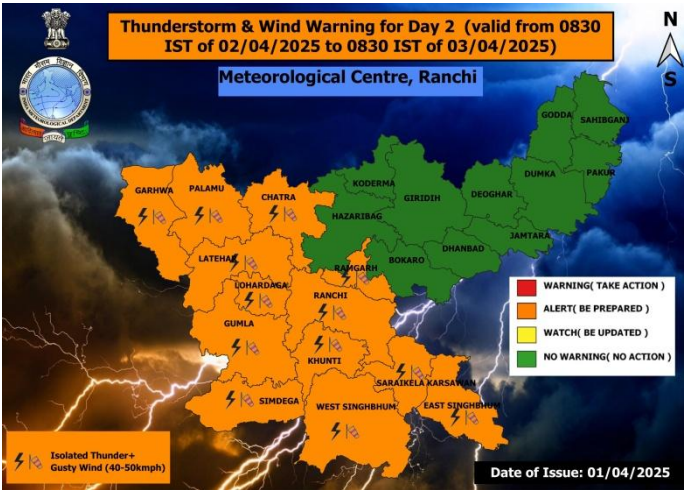 Thunderstorm & Wind Warning for Day 2 (valid from 0830
IST of 02/04/2025 to 0830 IST of 03/04/2025)
Meteorological Centre, Ranchi
N
S
GODDA
SAHIBGANJ
DUMKA
PAKUR
KODERMA
GIRIDIH
DEOGHAR
GARHWA
PALAMU
CHATRA
HAZARIBAG
JAMTARA
DHANBAD
BOKARO
LATEHAR
RAMGARH
LOHARDAGA
RANCHI
GUMLA
KHUNTI
SARAIKELA KARSAWAN
SIMDEGA
WEST SINGHBHUM
EAST SINGHBHUM
WARNING( TAKE ACTION )
ALERT( BE PREPARED )
WATCH( BE UPDATED )
NO WARNING( NO ACTION )
Isolated Thunder+
Gusty Wind (40-50kmph)
Date of Issue: 01/04/2025